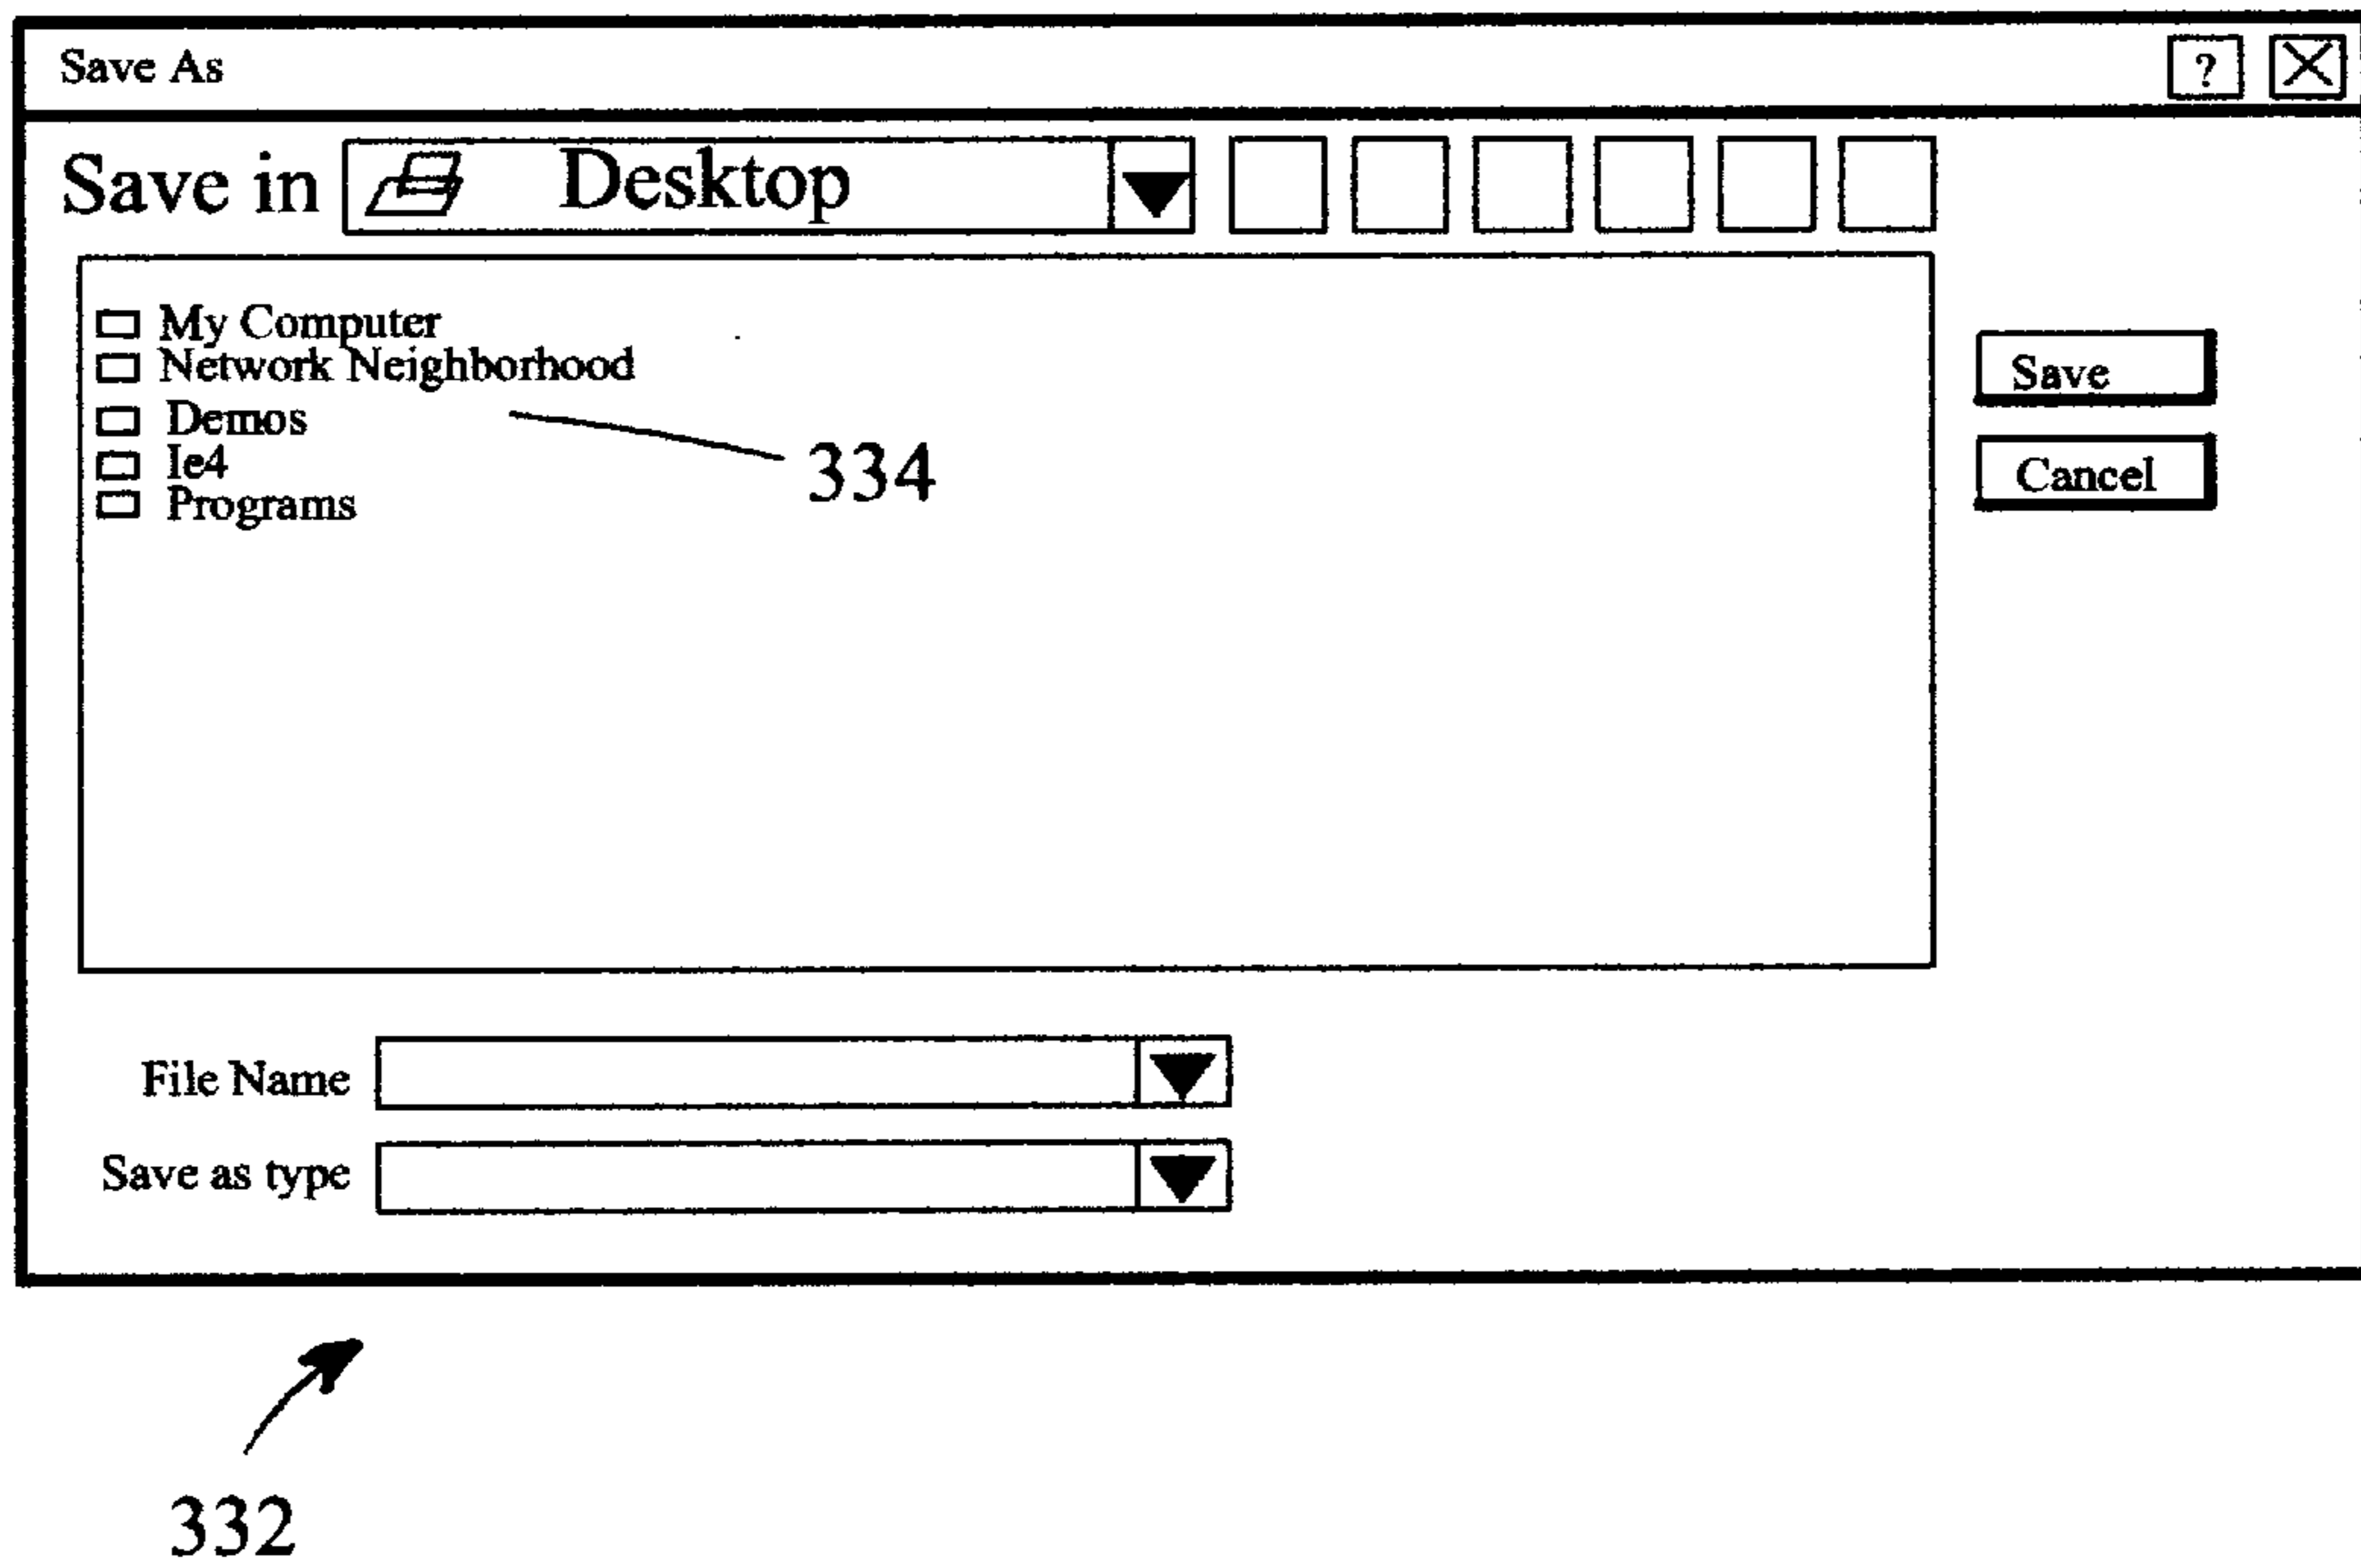 Save As ?
Save in Desktop
My Computer
Network Neighborhood
Demos
Ie4
Programs
334
Save
Cancel
File Name
Save as type
332